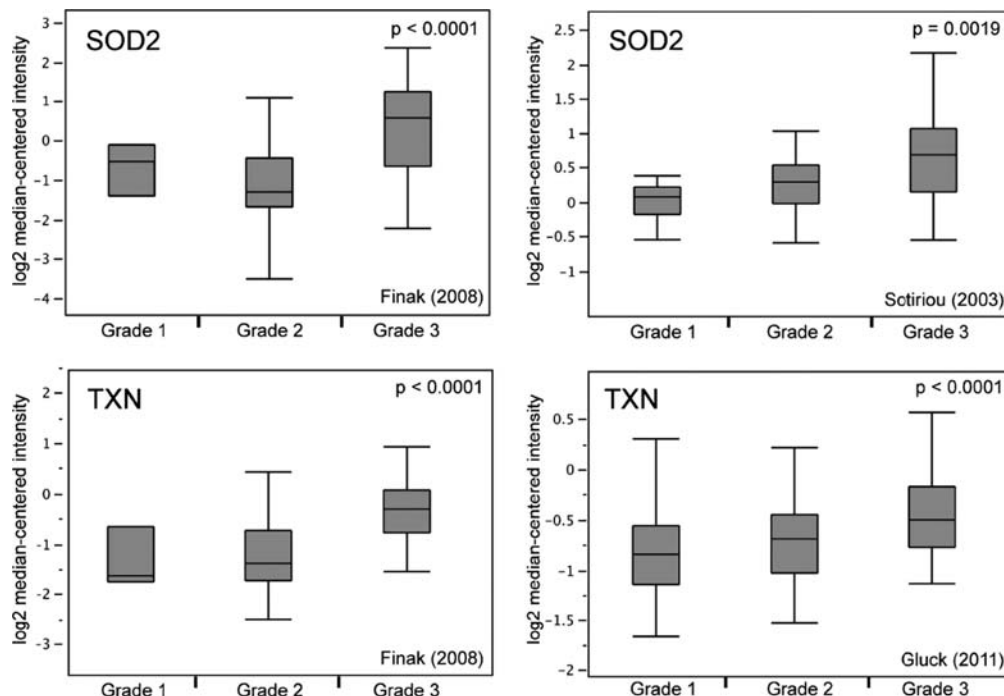 SOD2
p < 0.0001
log2 median-centered intensity
3
2
1
0
-1
-2
-3
-4
Finak (2008)
Grade 1
Grade 2
Grade 3
SOD2
p = 0.0019
log2 median-centered intensity
2.5
2
1.5
1
0.5
0
-0.5
-1
Sotiriou (2003)
Grade 1
Grade 2
Grade 3
TXN
p < 0.0001
log2 median-centered intensity
2
1
0
-1
-2
-3
Finak (2008)
Grade 1
Grade 2
Grade 3
TXN
p < 0.0001
log2 median-centered intensity
0.5
0
-0.5
-1
-1.5
-2
Gluck (2011)
Grade 1
Grade 2
Grade 3